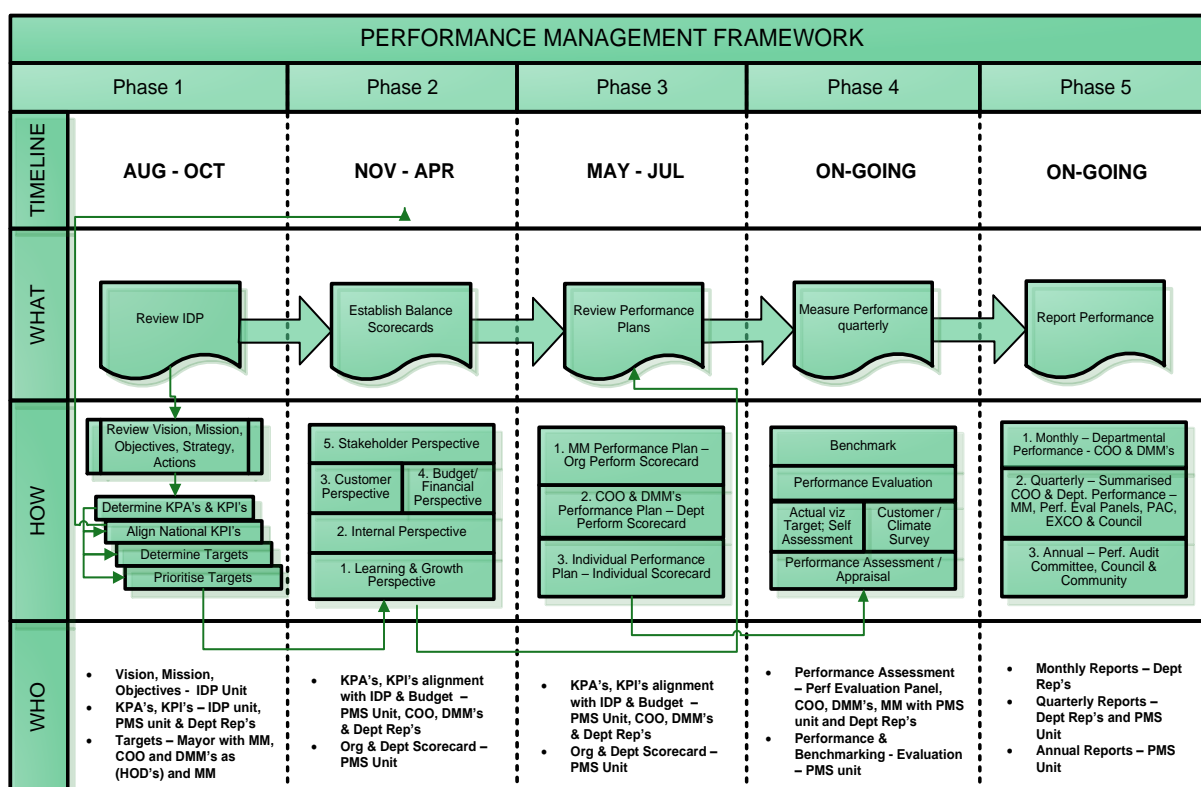 PERFORMANCE MANAGEMENT FRAMEWORK
Phase 1
Phase 2
Phase 3
Phase 4
Phase 5
TIMELINE
AUG - OCT
NOV - APR
MAY - JUL
ON-GOING
ON-GOING
WHAT
Review IDP
Establish Balance
Scorecards
Review Performance
Plans
Measure Performance
quarterly
Report Performance
HOW
Review Vision, Mission,
Objectives, Strategy,
Actions
Determine KPA's & KPI's
Align National KPI's
Determine Targets
Prioritise Targets
5. Stakeholder Perspective
3. Customer
Perspective
4. Budget/
Financial
Perspective
2. Internal Perspective
1. Learning & Growth
Perspective
1. MM Performance Plan –
Org Perform Scorecard
2. COO & DMM's
Performance Plan – Dept
Perform Scorecard
3. Individual Performance
Plan – Individual Scorecard
Benchmark
Performance Evaluation
Actual viz
Target; Self
Assessment
Customer /
Climate
Survey
Performance Assessment /
Appraisal
1. Monthly – Departmental
Performance - COO & DMM's
2. Quarterly – Summarised
COO & Dept. Performance –
MM, Perf. Eval Panels, PAC,
EXCO & Council
3. Annual – Perf. Audit
Committee, Council &
Community
WHO
• Vision, Mission,
Objectives - IDP Unit
• KPA's, KPI's – IDP unit,
PMS unit & Dept Rep's
• Targets – Mayor with MM,
COO and DMM's as
(HOD's) and MM
• KPA's, KPI's alignment
with IDP & Budget –
PMS Unit, COO, DMM's
& Dept Rep's
• Org & Dept Scorecard –
PMS Unit
• KPA's, KPI's alignment
with IDP & Budget –
PMS Unit, COO, DMM's
& Dept Rep's
• Org & Dept Scorecard –
PMS Unit
• Performance Assessment
– Perf Evaluation Panel,
COO, DMM's, MM with PMS
unit and Dept Rep's
• Performance &
Benchmarking - Evaluation
– PMS unit
• Monthly Reports – Dept
Rep's
• Quarterly Reports –
Dept Rep's and PMS
Unit
• Annual Reports – PMS
Unit